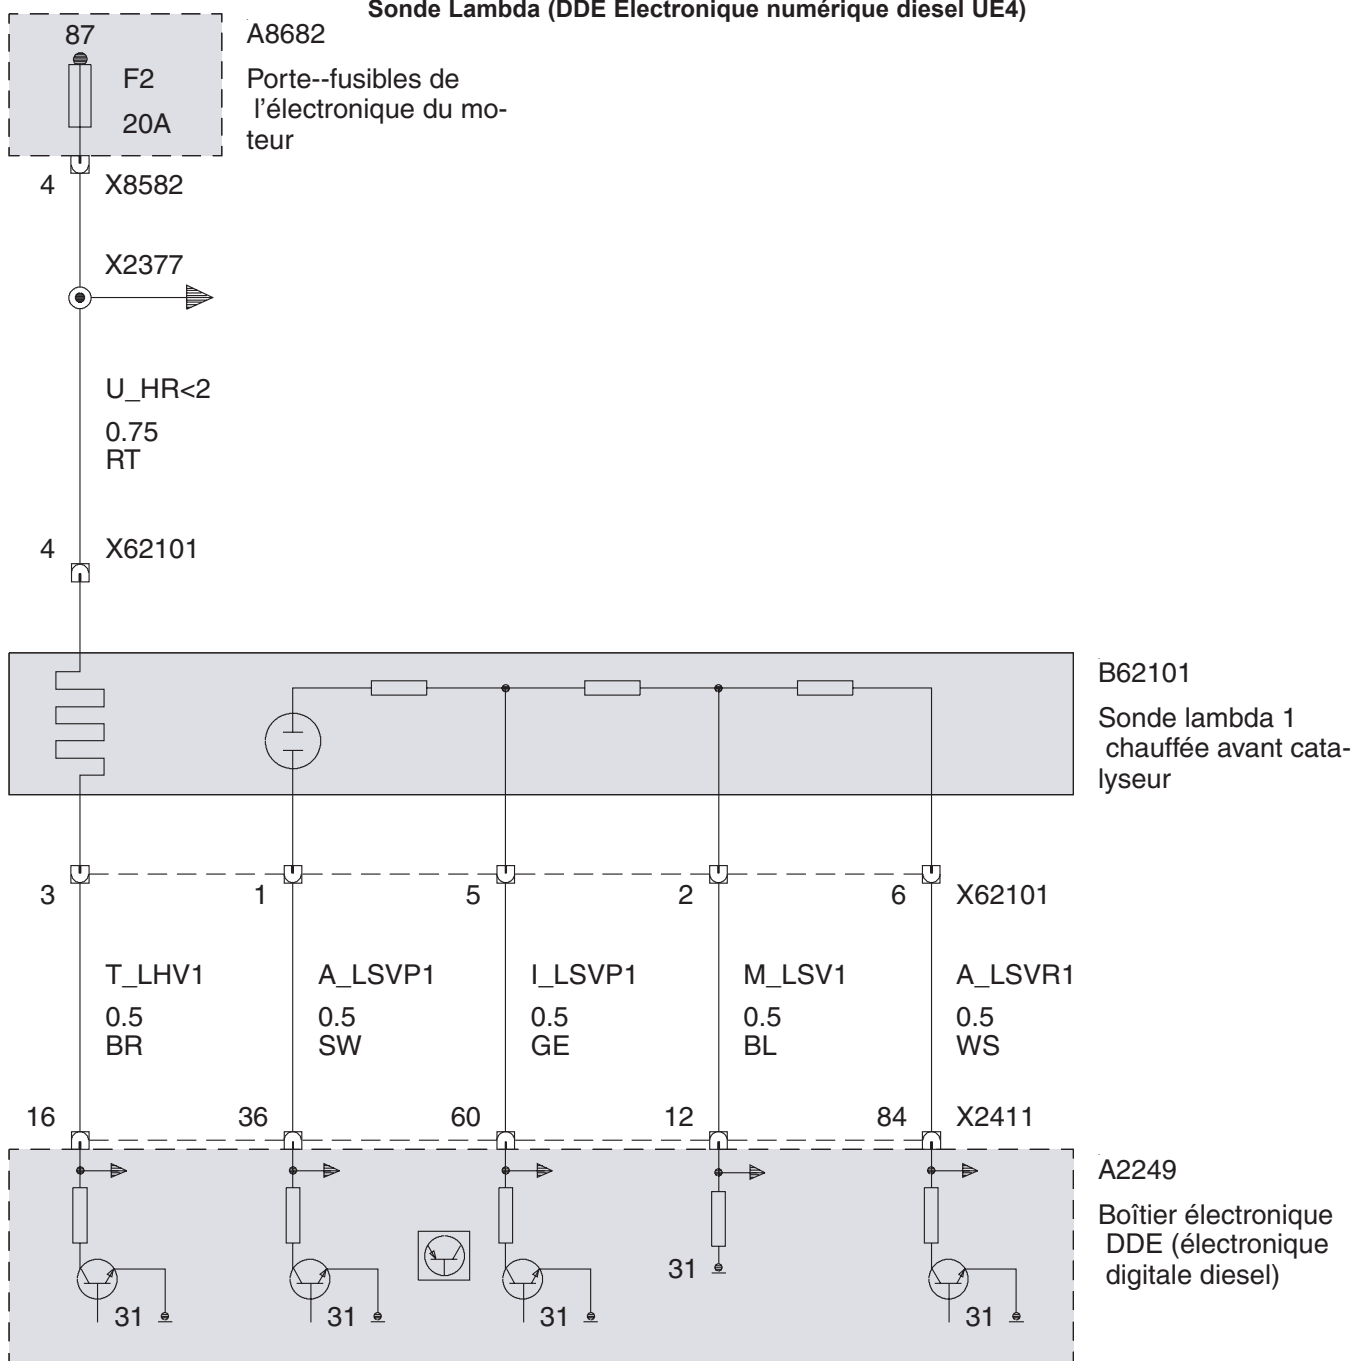 Sonde Lambda (DDE Electronique numérique diesel UE4)
87
F2
20A
A8682
Porte--fusibles de
l'électronique du mo-
teur
4 X8582
X2377
U_HR<2
0.75
RT
4 X62101
B62101
Sonde lambda 1
chauffée avant cata-
lyseur
3 1 5 2 6 X62101
T_LHV1 A_LSVP1 I_LSVP1 M_LSV1 A_LSVR1
0.5 0.5 0.5 0.5 0.5
BR SW GE BL WS
16 36 60 12 84 X2411
A2249
Boîtier électronique
DDE (électronique
digitale diesel)
31
31 31 31 31